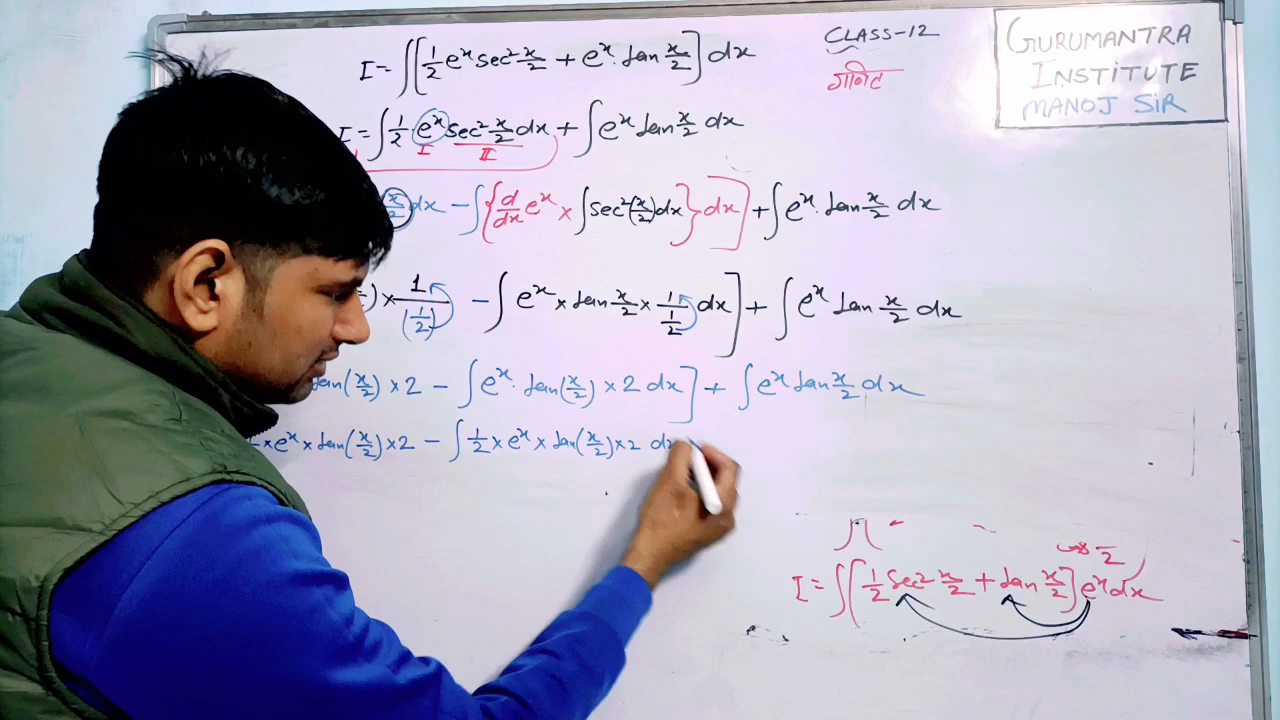 CLASS-12
गणित
GURUMANTRA
INSTITUTE
MANOJ SIR
I = ∫[½ eˣ sec² x/2 + eˣ · tan x/2] dx
I = ∫ ½ · eˣ sec² x/2 dx + ∫ eˣ tan x/2 dx
I II
x/2 dx − ∫{d/dx eˣ × ∫ sec²(x/2) dx} dx] + ∫ eˣ · tan x/2 dx
) × 1/(1/2) − ∫ eˣ × tan x/2 × 1/(1/2) dx] + ∫ eˣ tan x/2 dx
tan(x/2) × 2 − ∫ eˣ · tan(x/2) × 2 dx] + ∫ eˣ tan x/2 dx
× eˣ × tan(x/2) × 2 − ∫ ½ × eˣ × tan(x/2) × 2 dx
I = ∫[½ sec² x/2 + tan x/2] eˣ dx